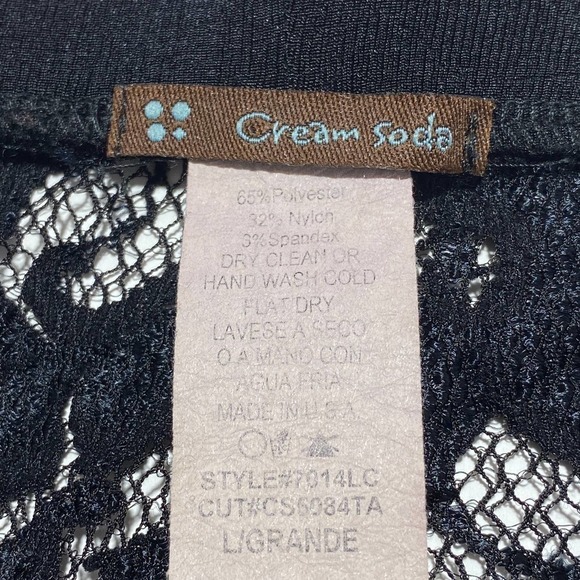 Cream soda
65%Polyester
32% Nylon
3%Spandex
DRY CLEAN OR
HAND WASH COLD
FLAT DRY
LAVESE A SECO
O A MANO CON
AGUA FRIA
MADE IN U.S.A.
STYLE#7014LC
CUT#CS5084TA
L/GRANDE